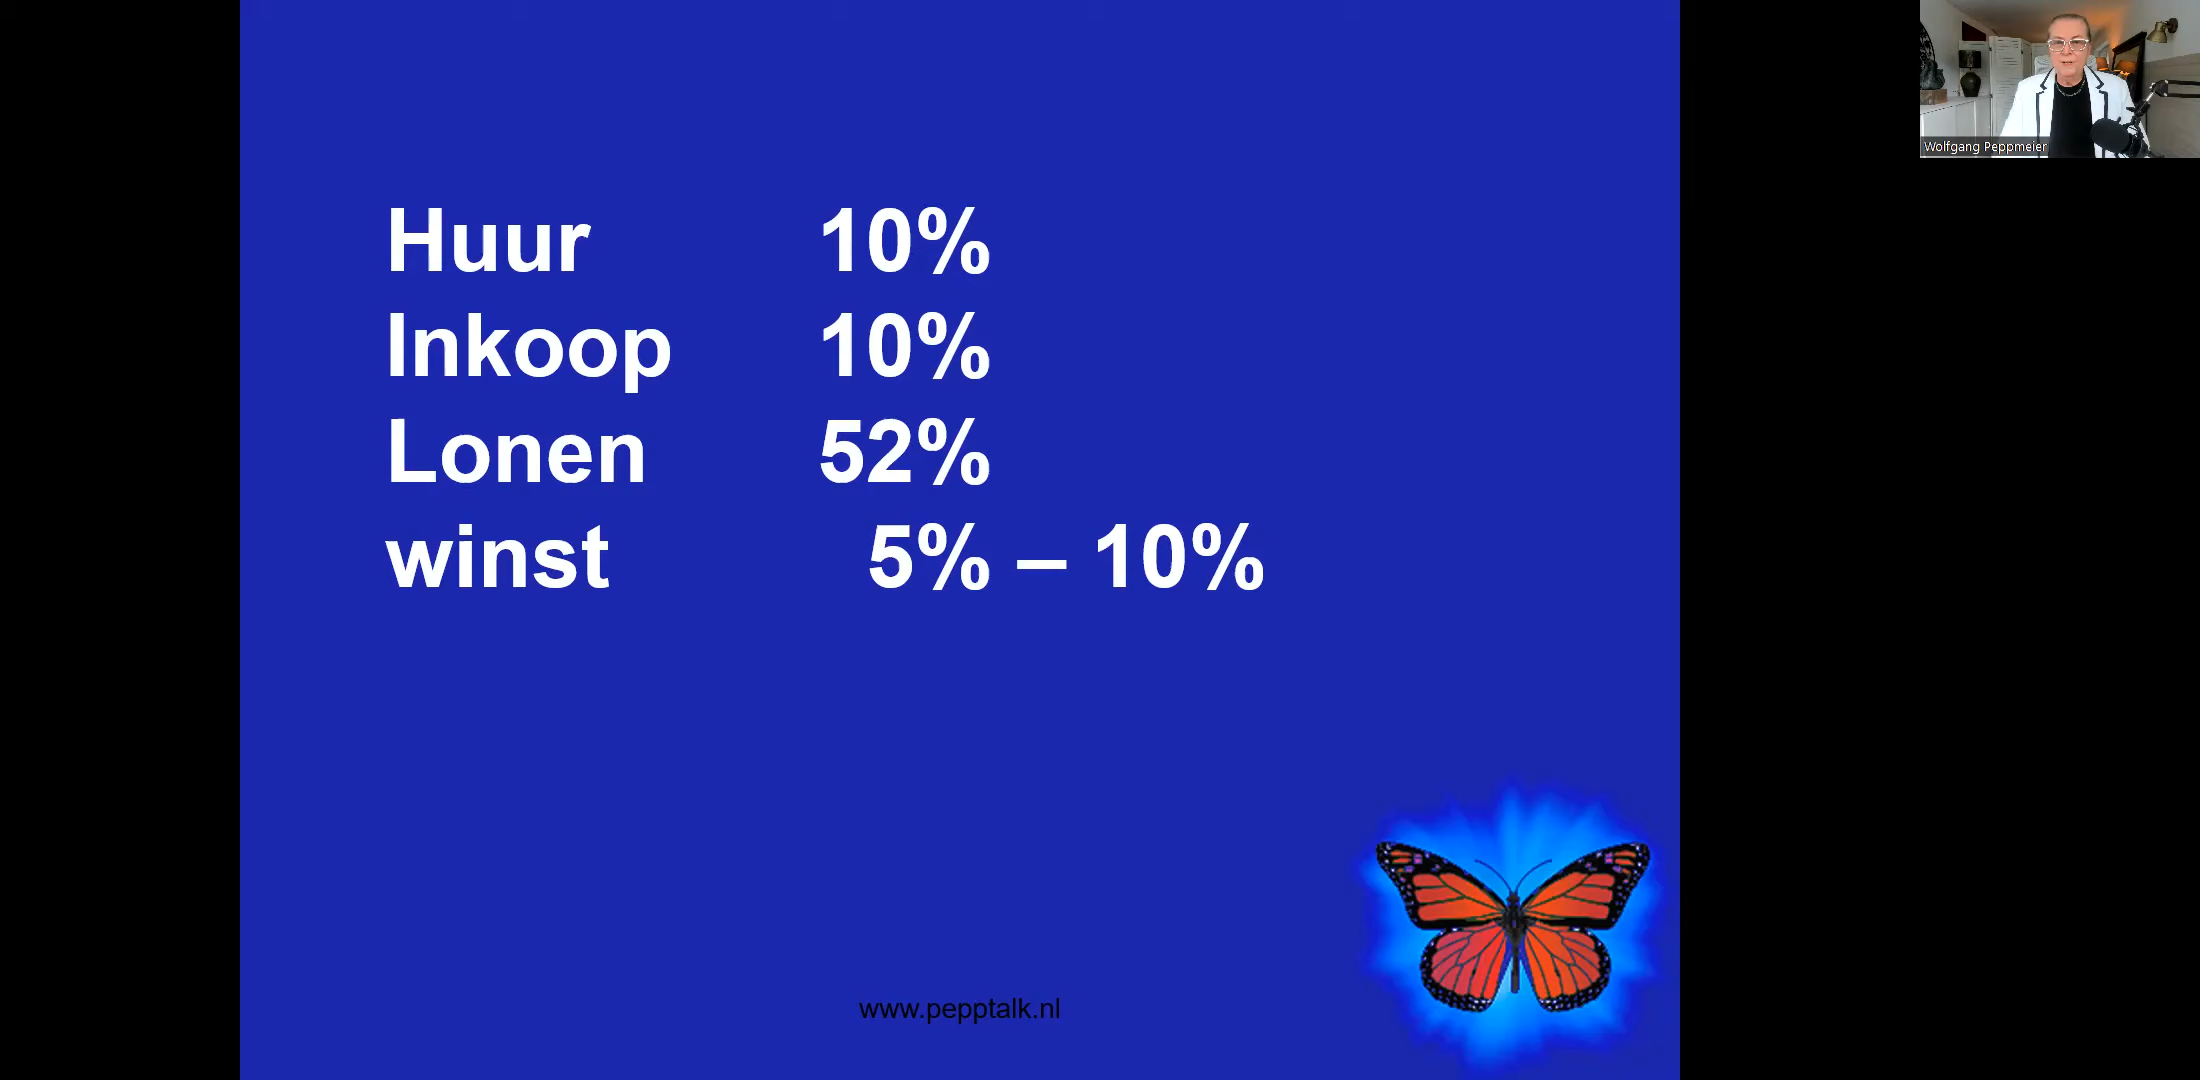 Huur 10%
Inkoop 10%
Lonen 52%
winst 5% – 10%
www.pepptalk.nl
Wolfgang Peppmeier